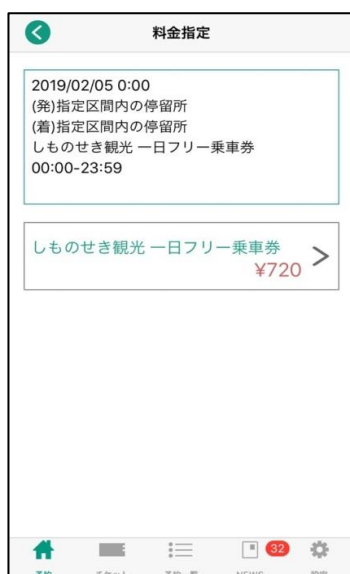 料金指定
2019/02/05 0:00
(発)指定区間内の停留所
(着)指定区間内の停留所
しものせき観光 一日フリー乗車券
00:00-23:59
しものせき観光 一日フリー乗車券
¥720
32